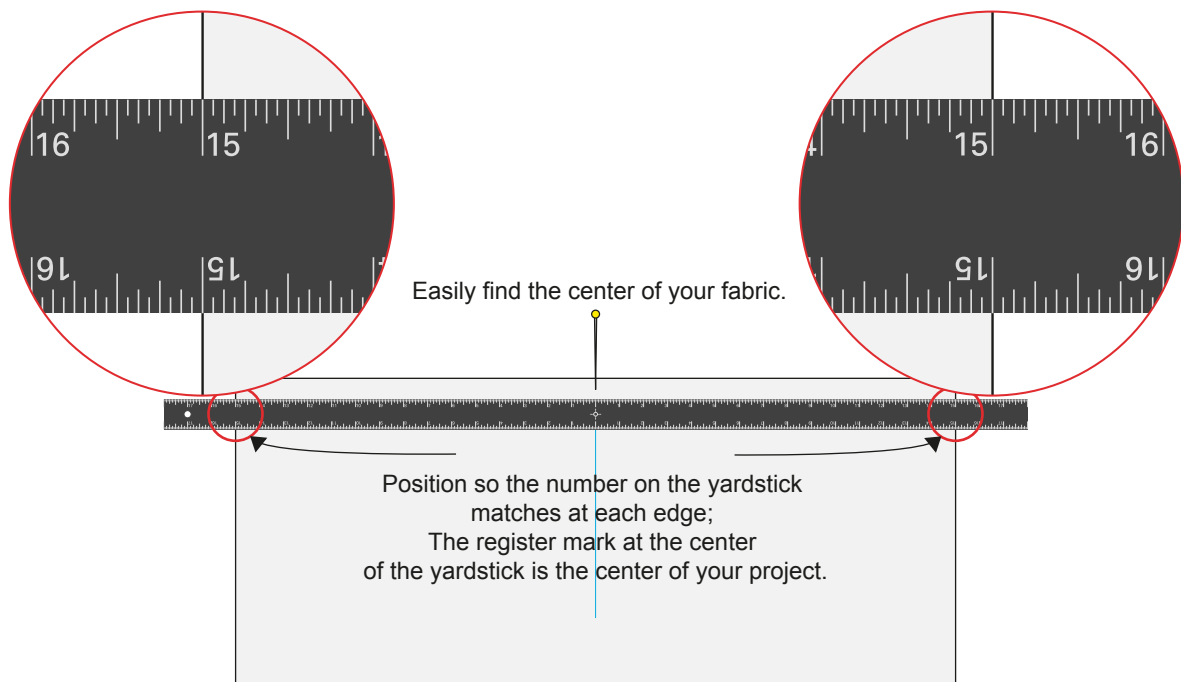 16 15
15 16
16 15
15 16
Easily find the center of your fabric.
Position so the number on the yardstick
matches at each edge;
The register mark at the center
of the yardstick is the center of your project.